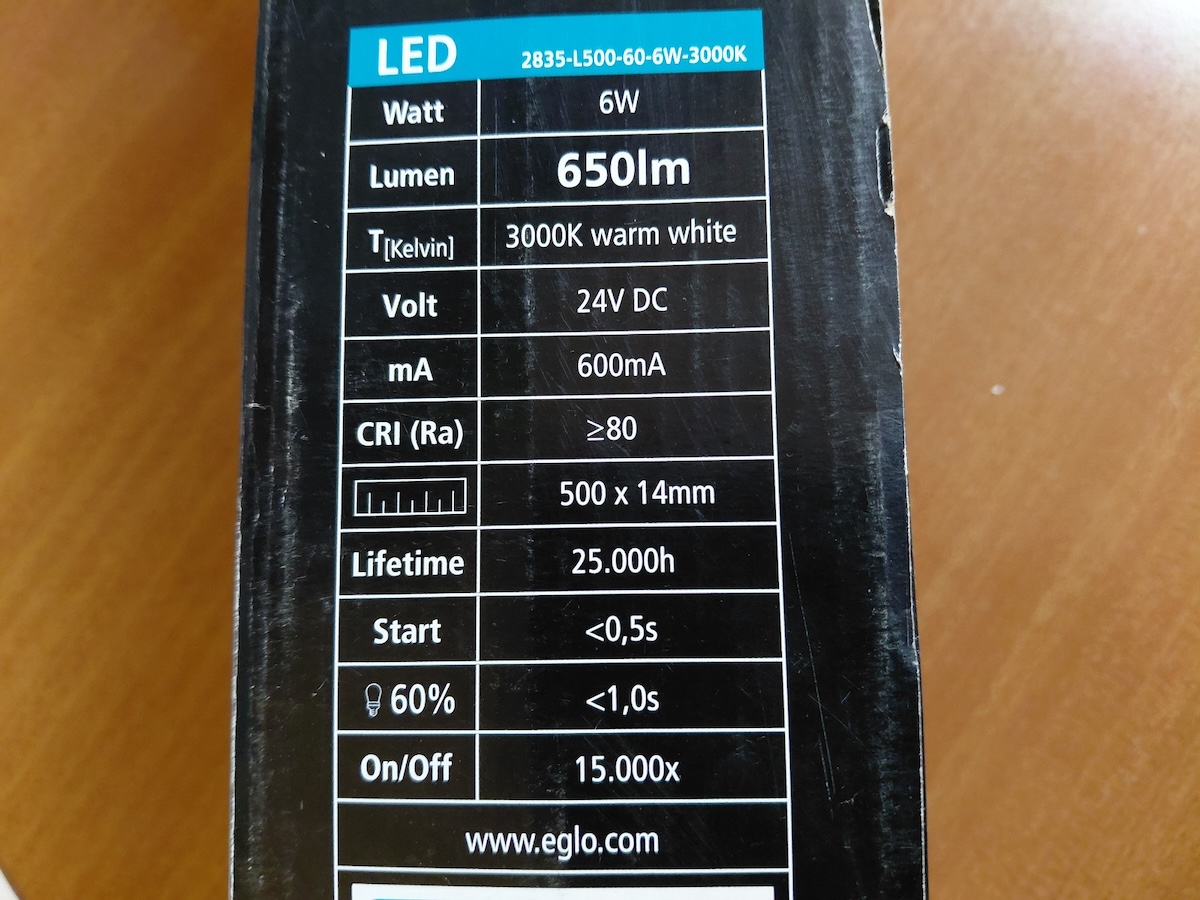 LED 2835-L500-60-6W-3000K
Watt 6W
Lumen 650lm
T[Kelvin] 3000K warm white
Volt 24V DC
mA 600mA
CRI (Ra) ≥80
500 x 14mm
Lifetime 25.000h
Start <0,5s
60% <1,0s
On/Off 15.000x
www.eglo.com